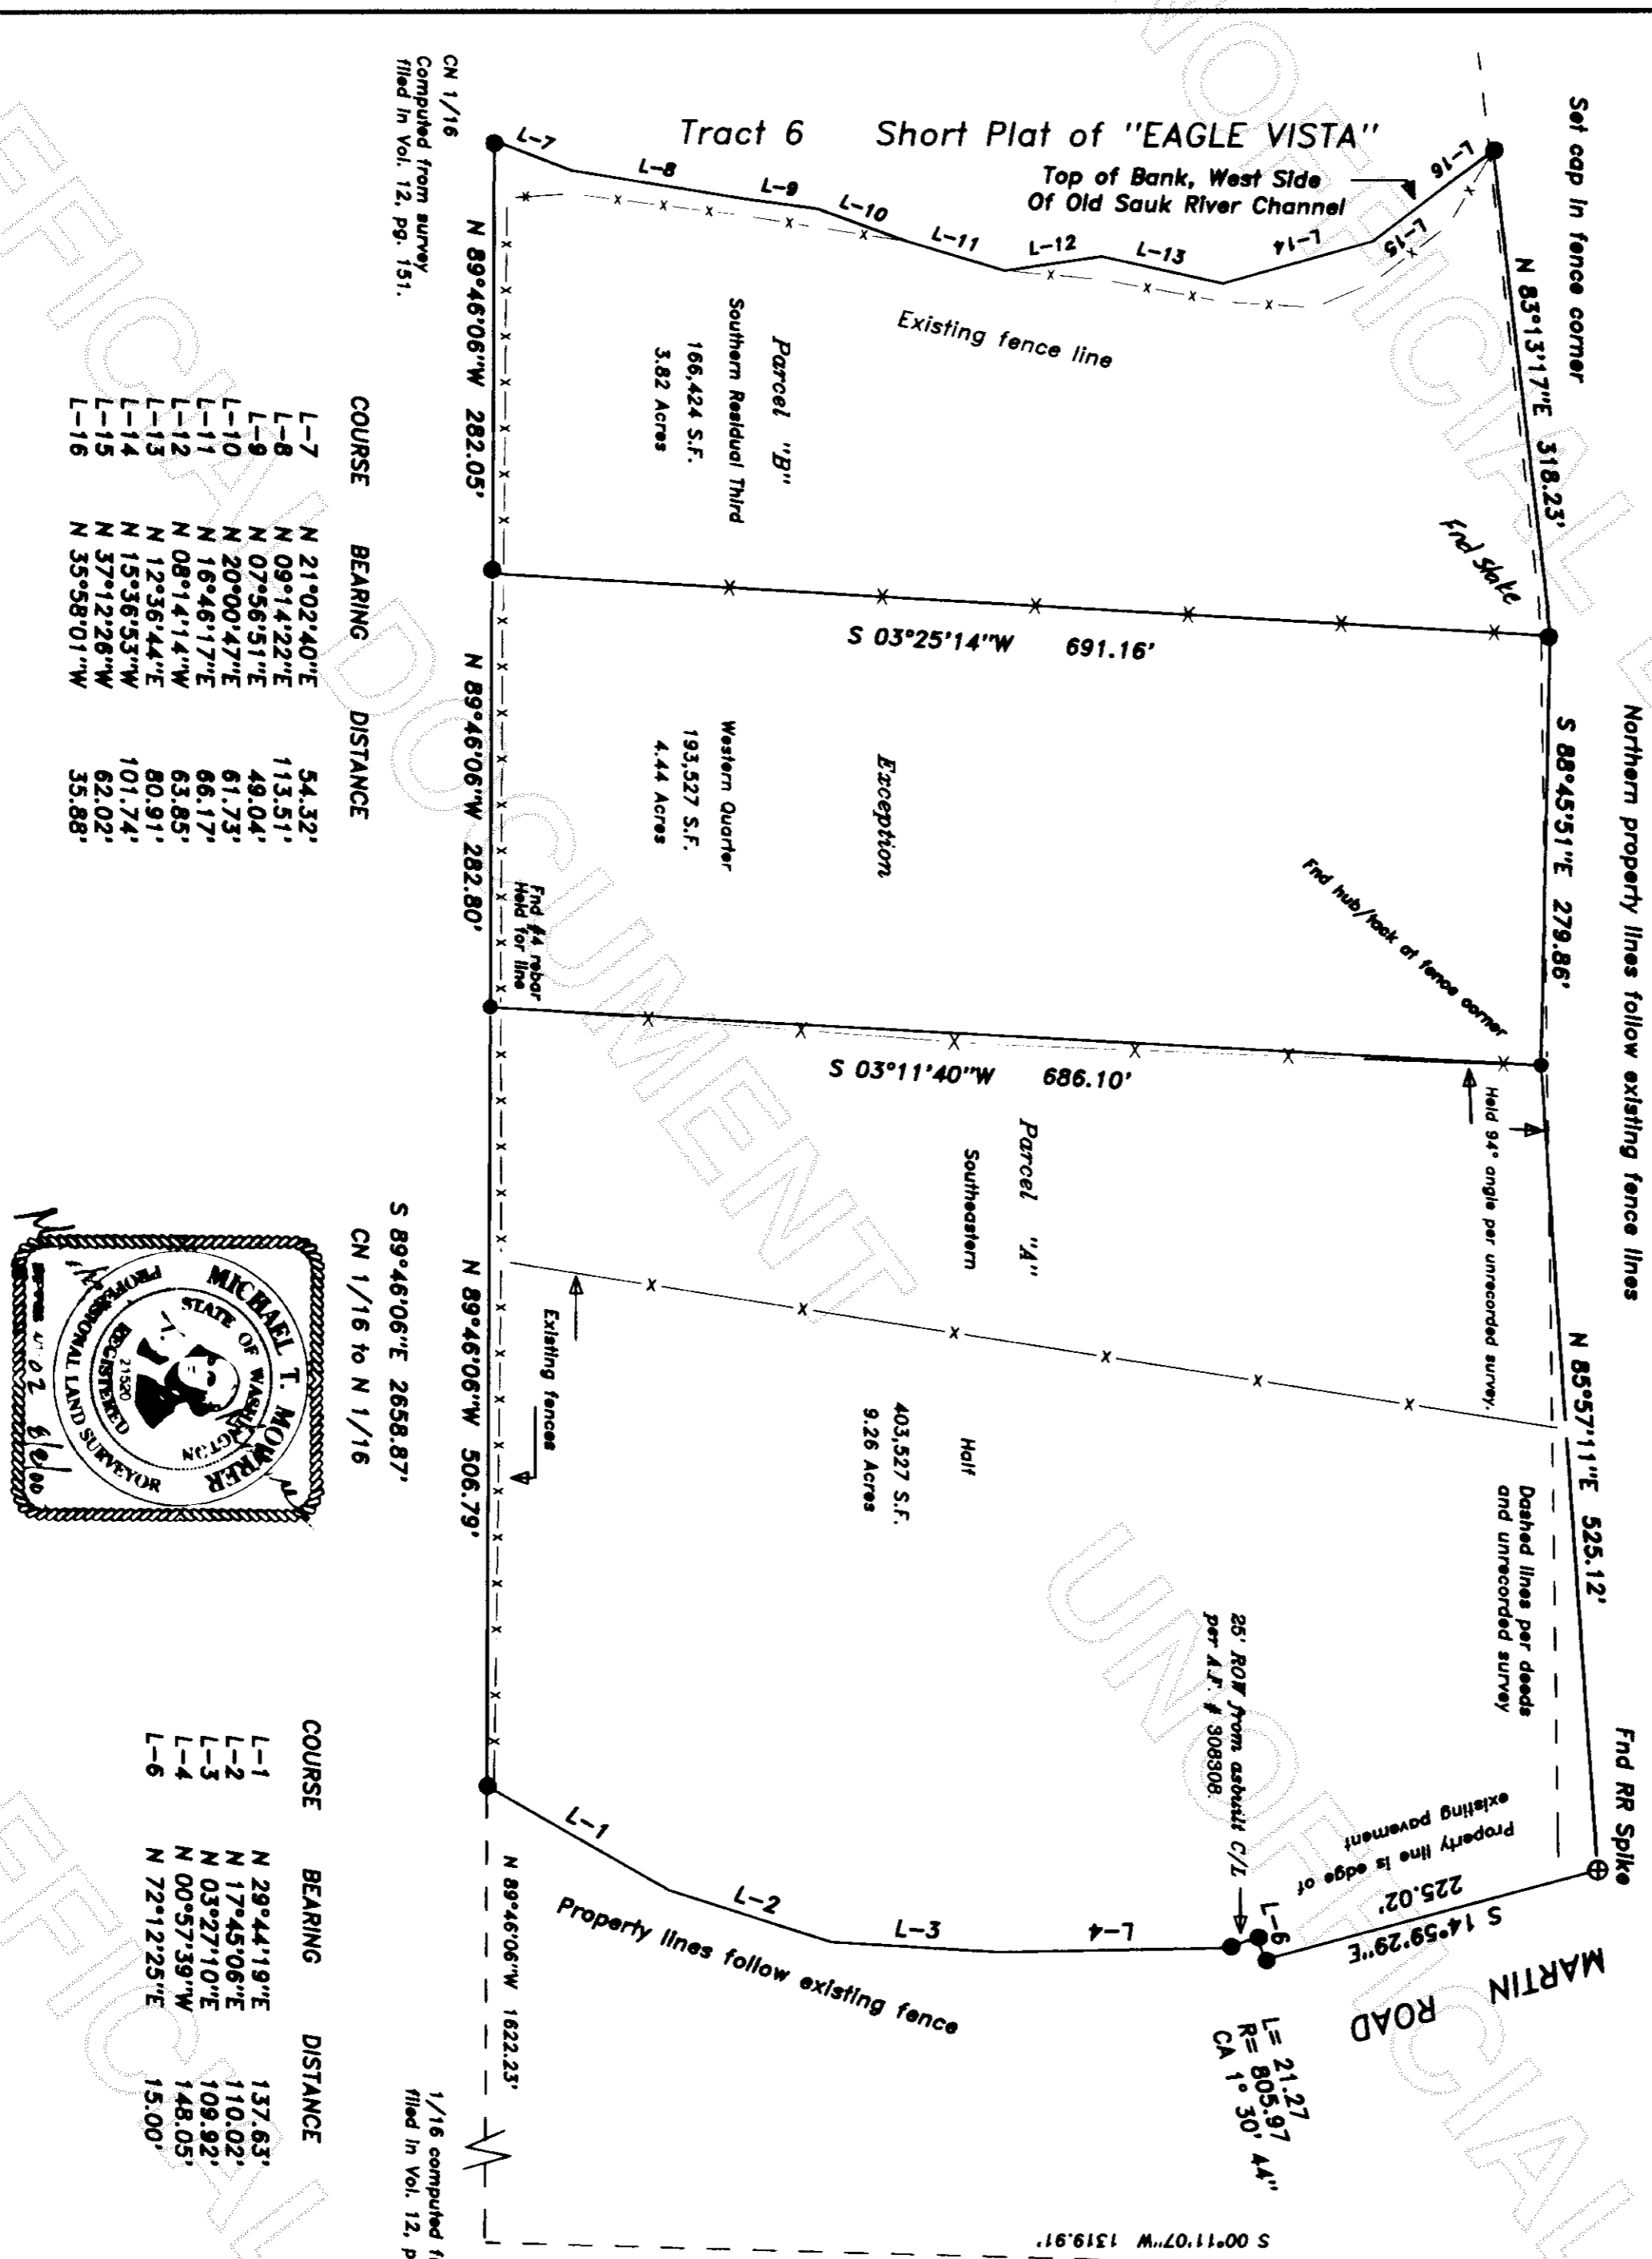 Set cap in fence corner
Northern property lines follow existing fence lines
Fnd RR Spike
N 83°13'17"E 318.23'
S 88°45'51"E 279.86'
N 85°57'11"E 525.12'
Fnd Stake
Fnd hub/tack at fence corner
Held 94° angle per unrecorded survey.
Dashed lines per deeds
and unrecorded survey
Property line is edge of
existing pavement
S 14°59'29"E
225.02'
MARTIN ROAD
L-16
L-15
L-14
L-13
L-12
L-11
L-10
L-9
L-8
L-7
Tract 6 Short Plat of "EAGLE VISTA"
Top of Bank, West Side
Of Old Sauk River Channel
Existing fence line
Parcel "B"
Southern Residual Third
166,424 S.F.
3.82 Acres
S 03°25'14"W 691.16'
Exception
Western Quarter
193,527 S.F.
4.44 Acres
S 03°11'40"W 686.10'
Parcel "A"
Southeastern
Half
403,527 S.F.
9.26 Acres
25' ROW from asbuilt C/L
per A.F. # 308308.
L-6
L-4
L-3
L-2
L-1
L= 21.27
R= 805.97
CA 1° 30' 44"
Property lines follow existing fence
Existing fences
Fnd #4 rebar
Held for line
N 89°46'06"W 282.05'
N 89°46'06"W 282.80'
N 89°46'06"W 506.79'
N 89°46'06"W 1622.23'
S 00°11'07"W 1319.91'
CN 1/16
Computed from survey
filed in Vol. 12, pg. 151.
S 89°46'06"E 2658.87'
CN 1/16 to N 1/16
1/16 computed f
filed in Vol. 12, p
COURSE BEARING DISTANCE
L-7 N 21°02'40"E 54.32'
L-8 N 09°14'22"E 113.51'
L-9 N 07°56'51"E 49.04'
L-10 N 20°00'47"E 61.73'
L-11 N 16°46'17"E 66.17'
L-12 N 08°14'14"W 63.85'
L-13 N 12°36'44"E 80.91'
L-14 N 15°36'53"W 101.74'
L-15 N 37°12'26"W 62.02'
L-16 N 35°58'01"W 35.88'
MICHAEL T. MOWRER
STATE OF WASHINGTON
21520
REGISTERED
PROFESSIONAL LAND SURVEYOR
02 8/8/00
COURSE BEARING DISTANCE
L-1 N 29°44'19"E 137.63'
L-2 N 17°45'06"E 110.02'
L-3 N 03°27'10"E 109.92'
L-4 N 00°57'39"W 148.05'
L-6 N 72°12'25"E 15.00'
UNOFFICIAL DOCUMENT